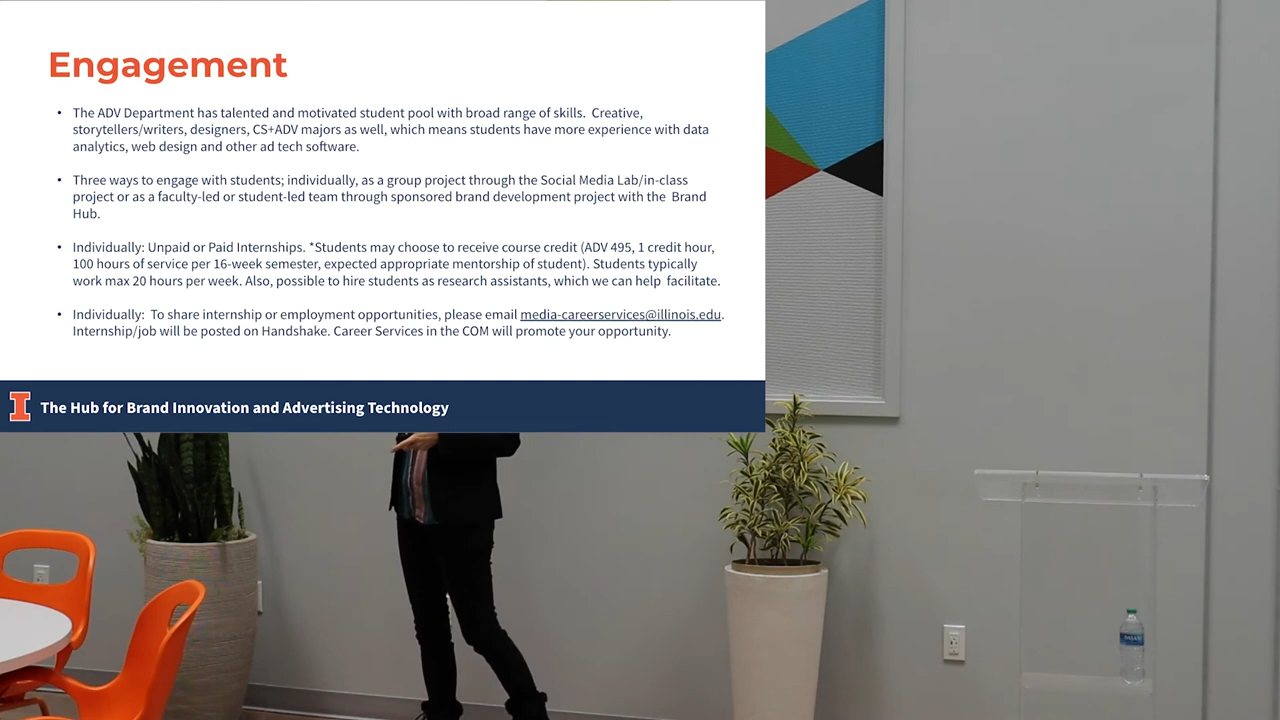 Engagement
• The ADV Department has talented and motivated student pool with broad range of skills.  Creative,
storytellers/writers, designers, CS+ADV majors as well, which means students have more experience with data
analytics, web design and other ad tech software.
• Three ways to engage with students; individually, as a group project through the Social Media Lab/in-class
project or as a faculty-led or student-led team through sponsored brand development project with the  Brand
Hub.
• Individually: Unpaid or Paid Internships. *Students may choose to receive course credit (ADV 495, 1 credit hour,
100 hours of service per 16-week semester, expected appropriate mentorship of student). Students typically
work max 20 hours per week. Also, possible to hire students as research assistants, which we can help  facilitate.
• Individually:  To share internship or employment opportunities, please email media-careerservices@illinois.edu.
Internship/job will be posted on Handshake. Career Services in the COM will promote your opportunity.
The Hub for Brand Innovation and Advertising Technology